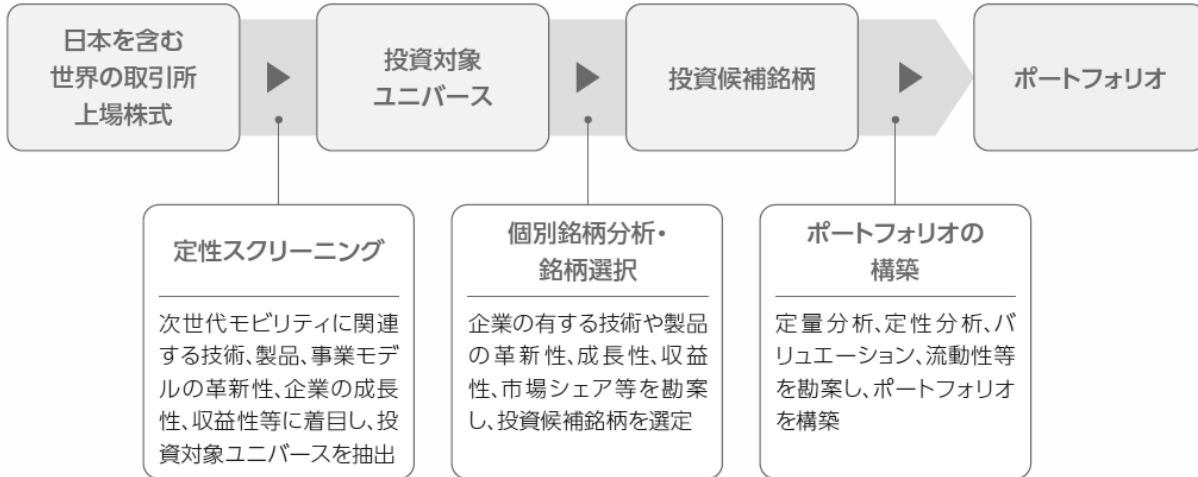 日本を含む
世界の取引所
上場株式
投資対象
ユニバース
投資候補銘柄
ポートフォリオ
定性スクリーニング
次世代モビリティに関連
する技術、製品、事業モデ
ルの革新性、企業の成長
性、収益性等に着目し、投
資対象ユニバースを抽出
個別銘柄分析・
銘柄選択
企業の有する技術や製品
の革新性、成長性、収益
性、市場シェア等を勘案
し、投資候補銘柄を選定
ポートフォリオの
構築
定量分析、定性分析、バ
リュエーション、流動性等
を勘案し、ポートフォリオ
を構築